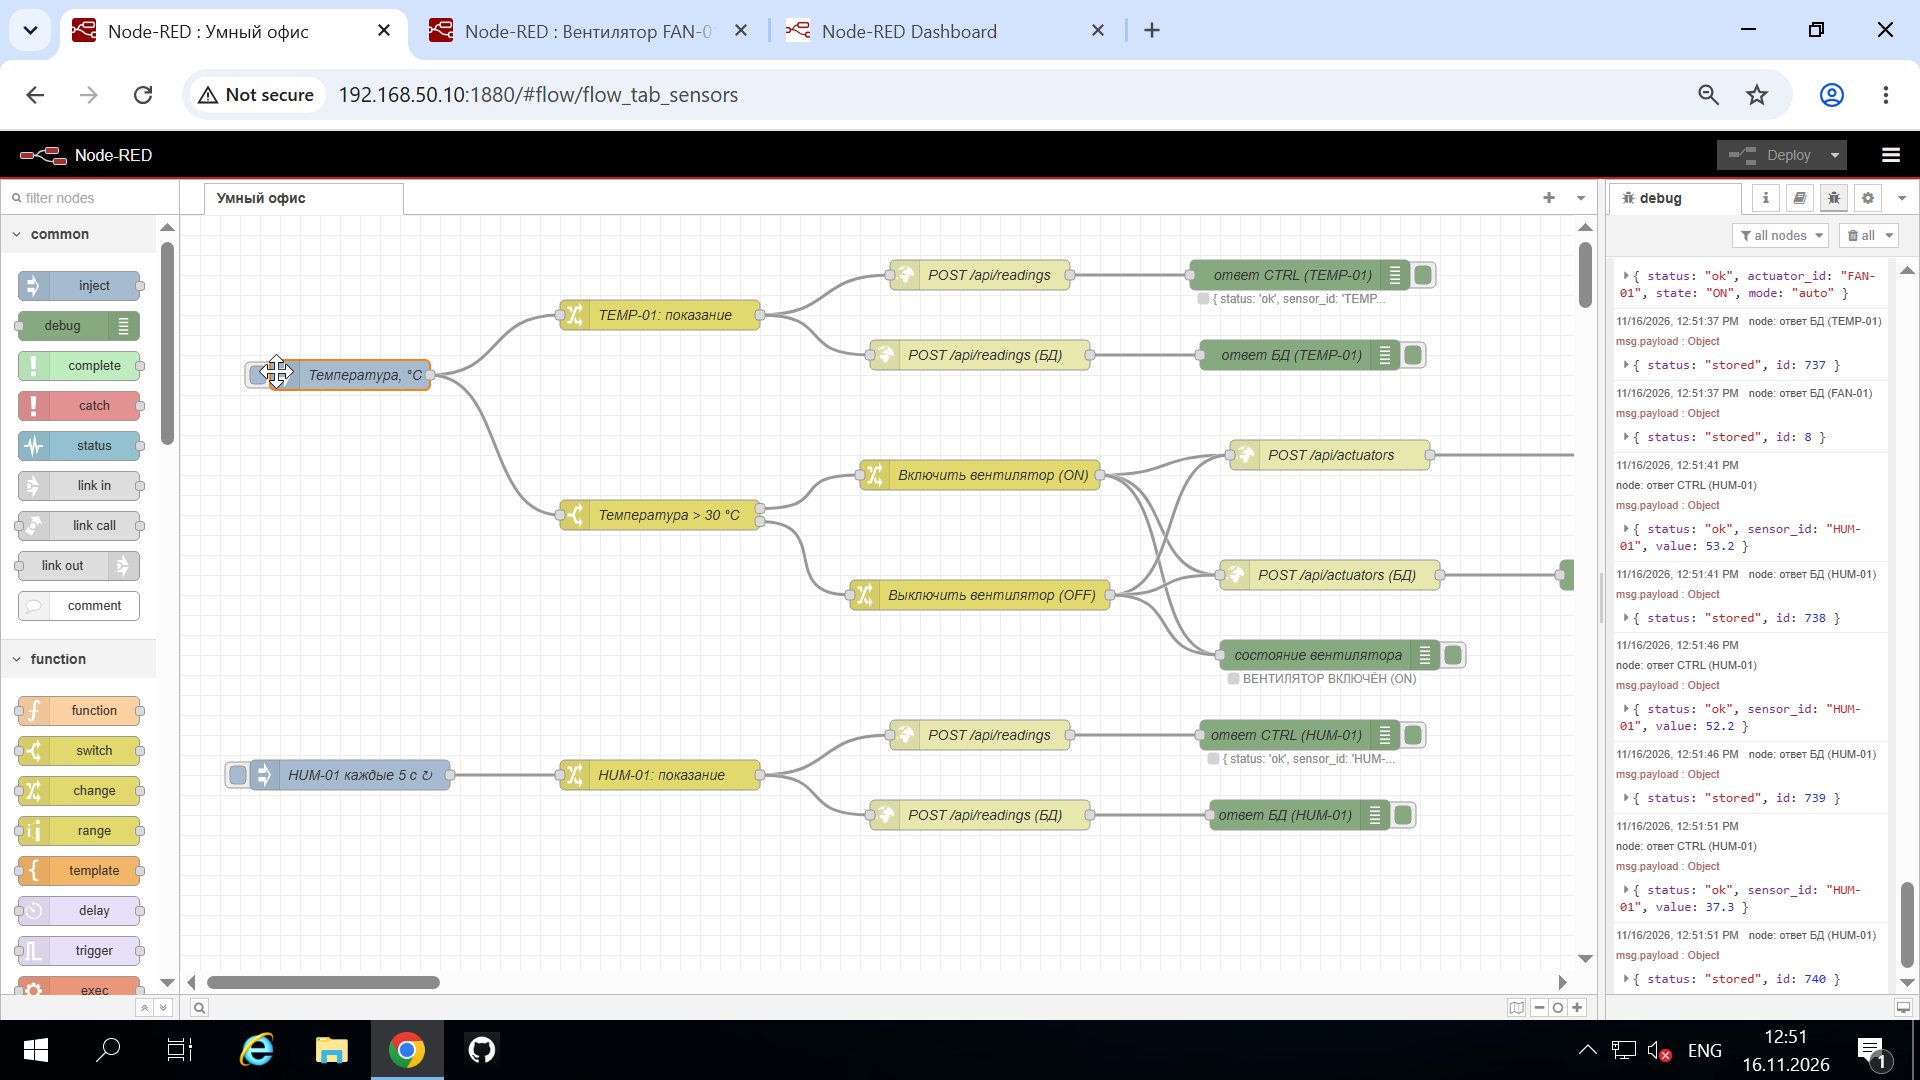 Node-RED : Умный офис
Node-RED : Вентилятор FAN-0
Node-RED Dashboard
Not secure
192.168.50.10:1880/#flow/flow_tab_sensors
Node-RED
Deploy
filter nodes
common
inject
debug
complete
catch
status
link in
link call
link out
comment
function
function
switch
change
range
template
delay
trigger
exec
Умный офис
Температура, °C
TEMP-01: показание
POST /api/readings
ответ CTRL (TEMP-01)
{ status: 'ok', sensor_id: 'TEMP...
POST /api/readings (БД)
ответ БД (TEMP-01)
Температура > 30 °C
Включить вентилятор (ON)
POST /api/actuators
POST /api/actuators (БД)
Выключить вентилятор (OFF)
состояние вентилятора
ВЕНТИЛЯТОР ВКЛЮЧЁН (ON)
HUM-01 каждые 5 с ↻
HUM-01: показание
POST /api/readings
ответ CTRL (HUM-01)
{ status: 'ok', sensor_id: 'HUM-...
POST /api/readings (БД)
ответ БД (HUM-01)
debug
all nodes
all
{ status: "ok", actuator_id: "FAN-
01", state: "ON", mode: "auto" }
11/16/2026, 12:51:37 PM node: ответ БД (TEMP-01)
msg.payload : Object
{ status: "stored", id: 737 }
11/16/2026, 12:51:37 PM node: ответ БД (FAN-01)
msg.payload : Object
{ status: "stored", id: 8 }
11/16/2026, 12:51:41 PM
node: ответ CTRL (HUM-01)
msg.payload : Object
{ status: "ok", sensor_id: "HUM-
01", value: 53.2 }
11/16/2026, 12:51:41 PM node: ответ БД (HUM-01)
msg.payload : Object
{ status: "stored", id: 738 }
11/16/2026, 12:51:46 PM
node: ответ CTRL (HUM-01)
msg.payload : Object
{ status: "ok", sensor_id: "HUM-
01", value: 52.2 }
11/16/2026, 12:51:46 PM node: ответ БД (HUM-01)
msg.payload : Object
{ status: "stored", id: 739 }
11/16/2026, 12:51:51 PM
node: ответ CTRL (HUM-01)
msg.payload : Object
{ status: "ok", sensor_id: "HUM-
01", value: 37.3 }
11/16/2026, 12:51:51 PM node: ответ БД (HUM-01)
msg.payload : Object
{ status: "stored", id: 740 }
ENG
12:51
16.11.2026
1